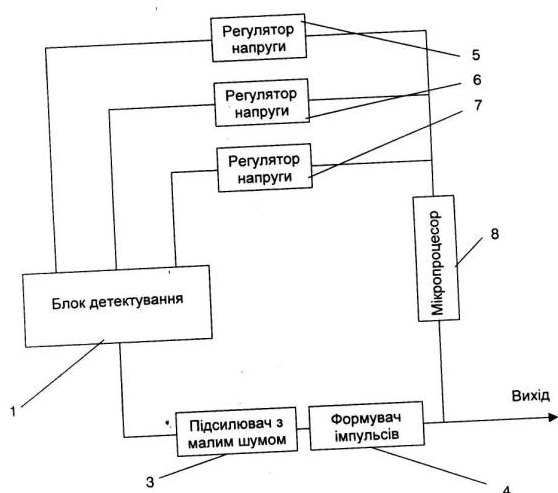 Регулятор
напруги
5
Регулятор
напруги
6
Регулятор
напруги
7
Мікропроцесор
8
Блок детектування
1
Вихід
Підсилювач з
малим шумом
Формувач
імпульсів
3
4